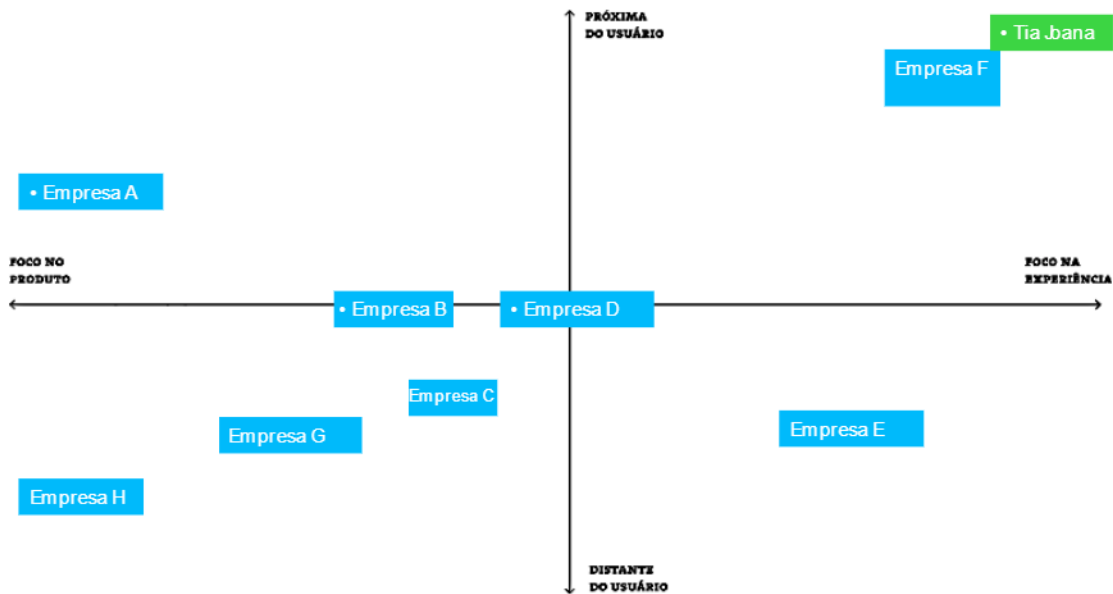 PRÓXIMA
DO USUÁRIO
• Tia Joana
Empresa F
• Empresa A
FOCO NO
PRODUTO
FOCO NA
EXPERIÊNCIA
• Empresa B
• Empresa D
Empresa C
Empresa G
Empresa E
Empresa H
DISTANTE
DO USUÁRIO